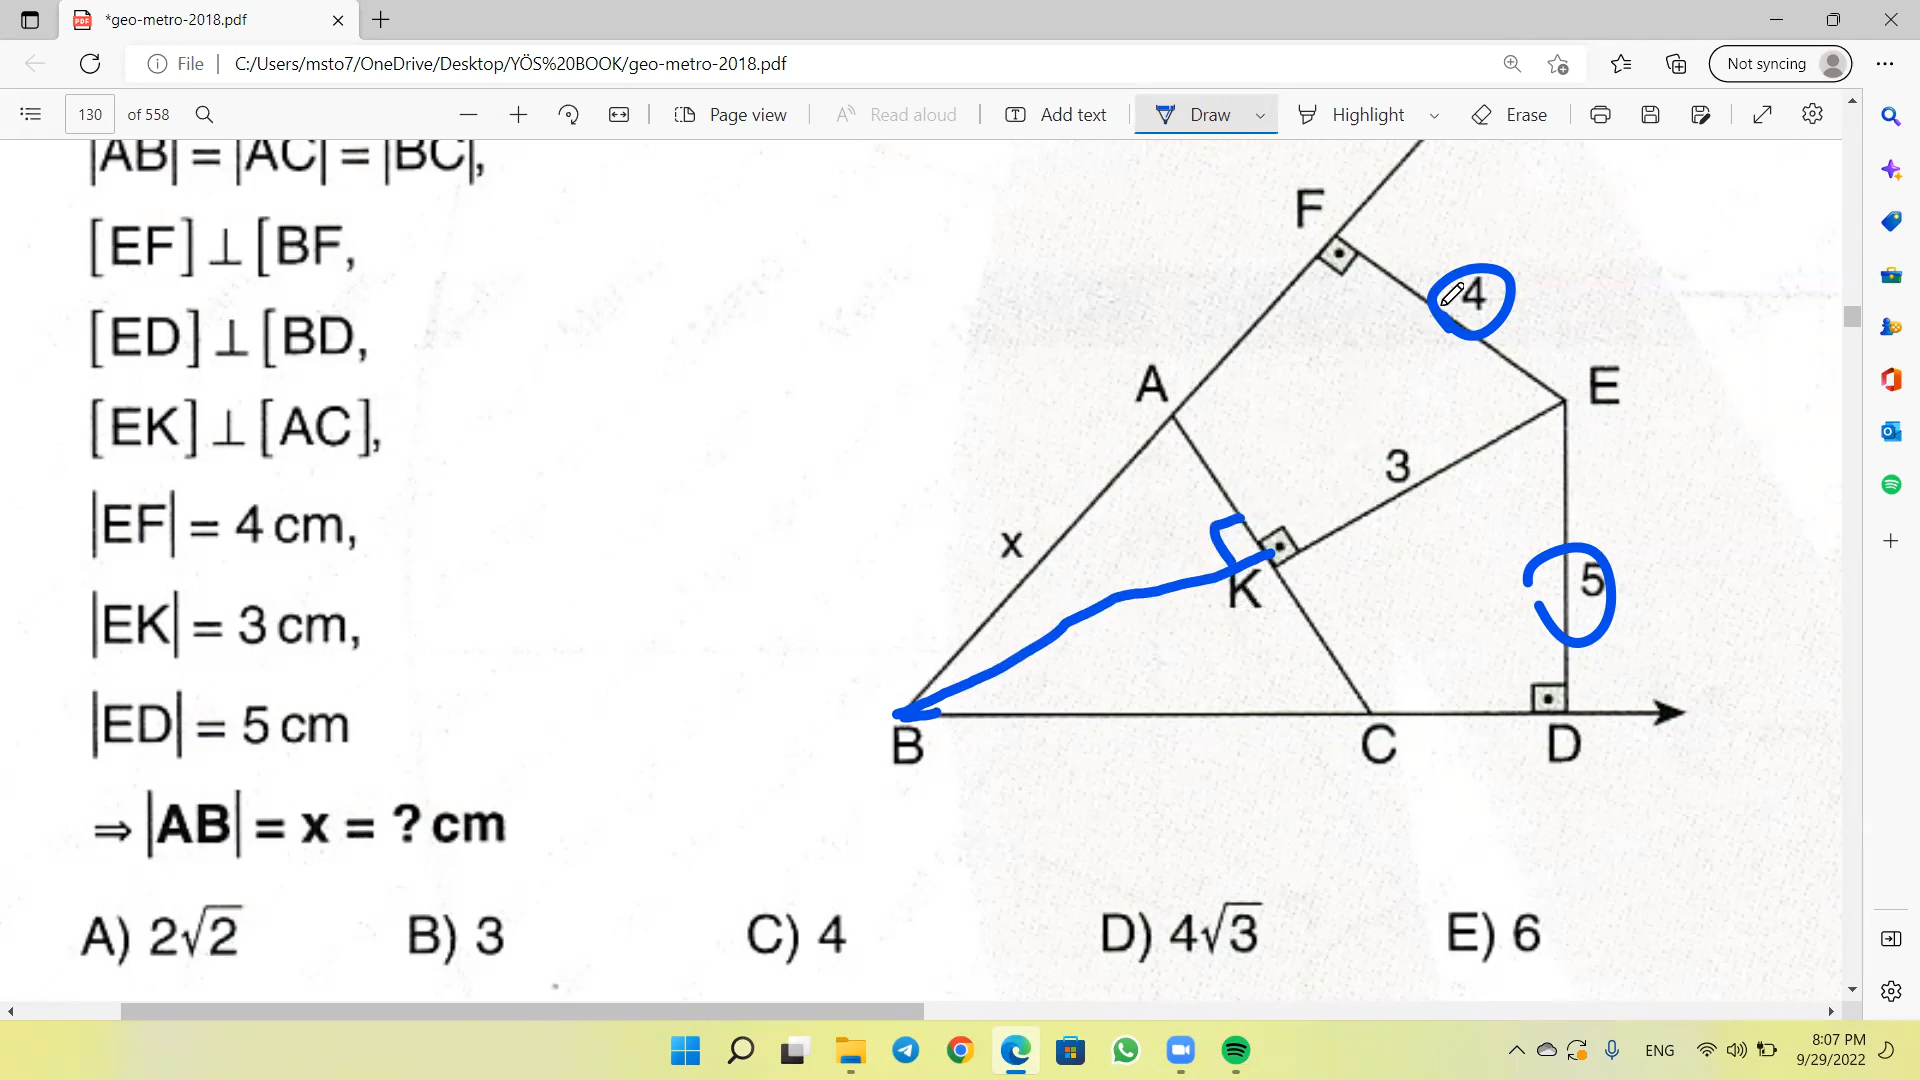 *geo-metro-2018.pdf
File
C:/Users/msto7/OneDrive/Desktop/YÖS%20BOOK/geo-metro-2018.pdf
Not syncing
130 of 558
Page view
Read aloud
Add text
Draw
Highlight
Erase
|AB| = |AC| = |BC|,
[EF] ⊥ [BF,
[ED] ⊥ [BD,
[EK] ⊥ [AC],
|EF| = 4 cm,
|EK| = 3 cm,
|ED| = 5 cm
⇒ |AB| = x = ? cm
F
4
A
E
3
x
K
5
B
C
D
A) 2√2 B) 3 C) 4 D) 4√3 E) 6
ENG
8:07 PM
9/29/2022